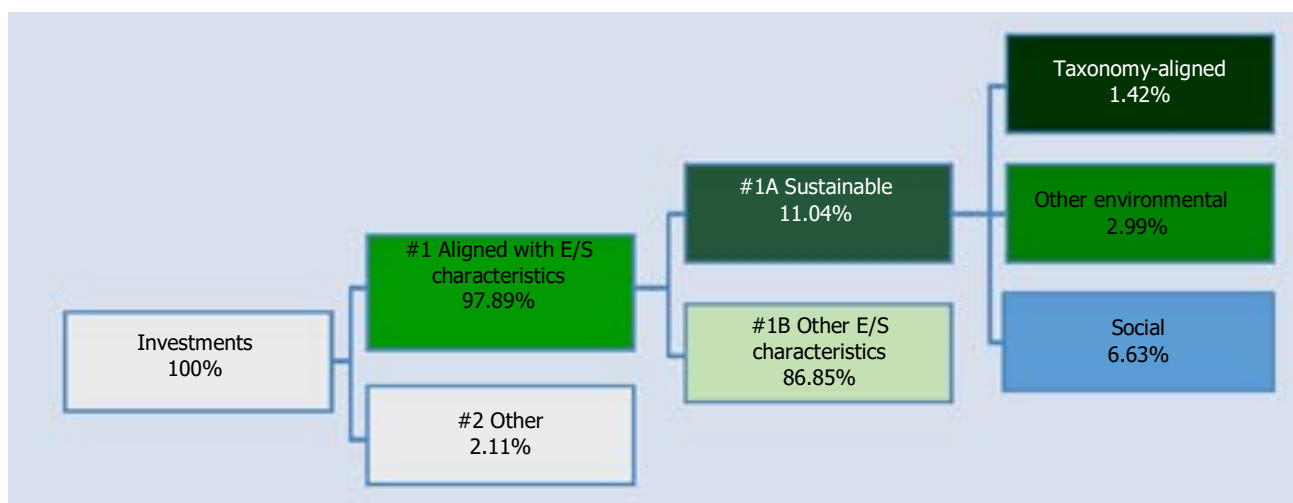 Investments
100%
#1 Aligned with E/S
characteristics
97.89%
#2 Other
2.11%
#1A Sustainable
11.04%
#1B Other E/S
characteristics
86.85%
Taxonomy-aligned
1.42%
Other environmental
2.99%
Social
6.63%